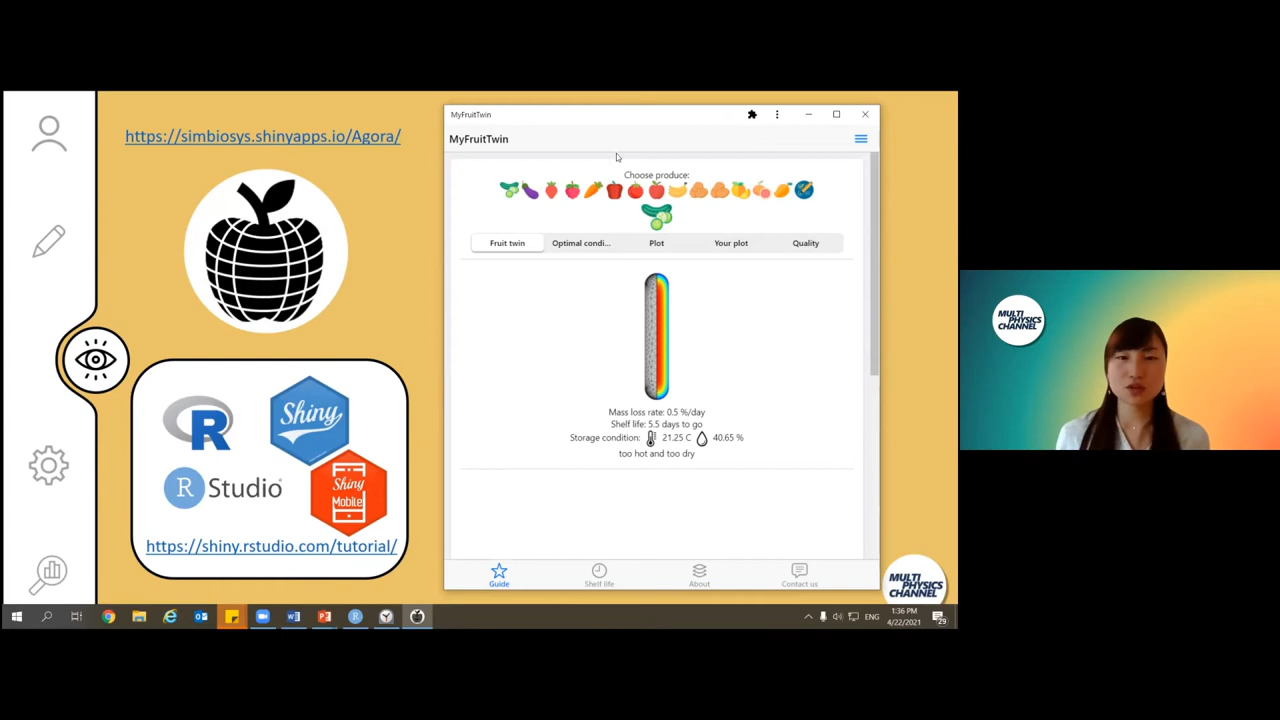 https://simbiosys.shinyapps.io/Agora/
R
Shiny
R Studio
Shiny
Mobile
https://shiny.rstudio.com/tutorial/
MyFruitTwin
MyFruitTwin
Choose produce:
Fruit twin
Optimal condi...
Plot
Your plot
Quality
Mass loss rate: 0.5 %/day
Shelf life: 5.5 days to go
Storage condition: 21.25 C 40.65 %
too hot and too dry
Guide
Shelf life
About
Contact us
MULTI
PHYSICS
CHANNEL
ENG
1:36 PM
4/22/2021
29
MULTI
PHYSICS
CHANNEL